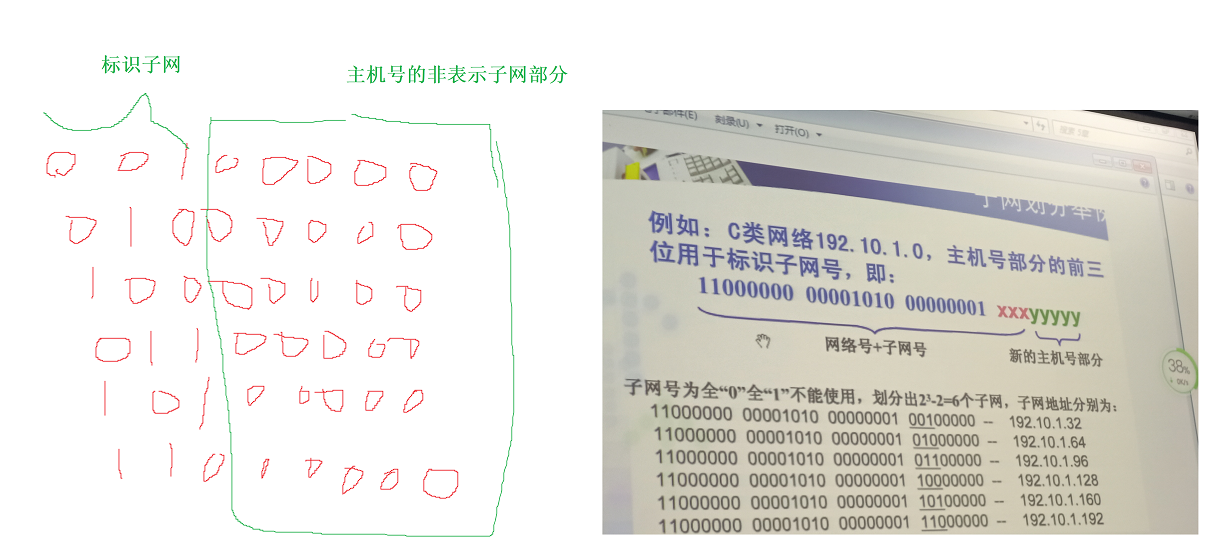 标识子网
主机号的非表示子网部分
0 0 1 0 0 0 0 0
0 1 0 0 0 0 0 0
1 0 0 0 0 0 0 0
0 1 1 0 0 0 0 0
1 0 1 0 0 0 0 0
1 1 0 0 0 0 0 0
电子邮件(E) 刻录(U) 打开(O)
子网划分举例
例如：C类网络192.10.1.0，主机号部分的前三
位用于标识子网号，即：
11000000 00001010 00000001 xxxyyyyy
网络号+子网号
新的主机号部分
子网号为全“0”全“1”不能使用，划分出2³-2=6个子网，子网地址分别为：
11000000 00001010 00000001 00100000 -- 192.10.1.32
11000000 00001010 00000001 01000000 -- 192.10.1.64
11000000 00001010 00000001 01100000 -- 192.10.1.96
11000000 00001010 00000001 10000000 -- 192.10.1.128
11000000 00001010 00000001 10100000 -- 192.10.1.160
11000000 00001010 00000001 11000000 -- 192.10.1.192
38%